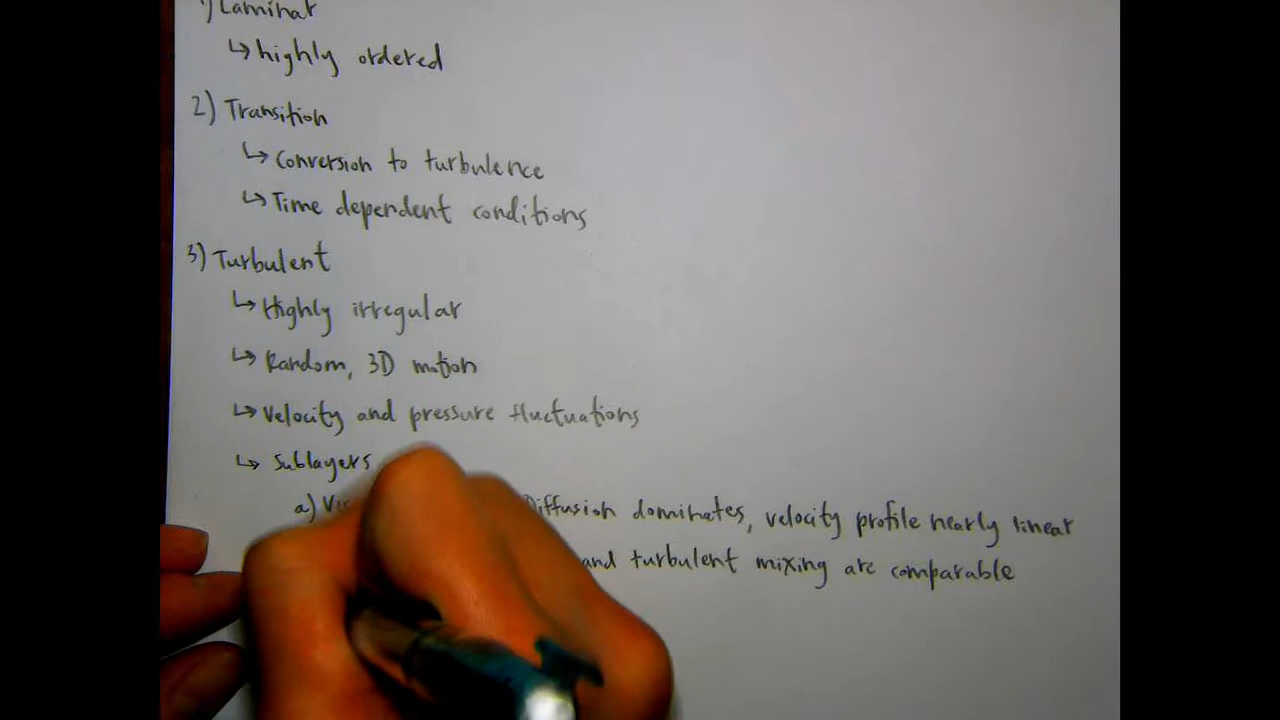 1) Laminar
↳ highly ordered
2) Transition
↳ Conversion to turbulence
↳ Time dependent conditions
3) Turbulent
↳ Highly irregular
↳ Random, 3D motion
↳ Velocity and pressure fluctuations
↳ Sublayers
a) Diffusion dominates, velocity profile nearly linear
and turbulent mixing are comparable